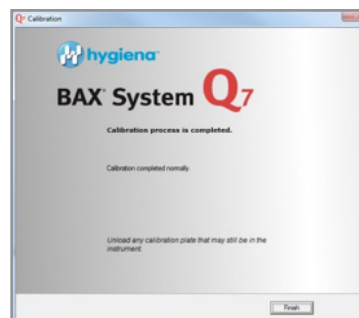 Calibration
hygiena
BAX System Q7
Calibration process is completed.
Calibration completed normally.
Unload any calibration plate that may still be in the
instrument.
Finish